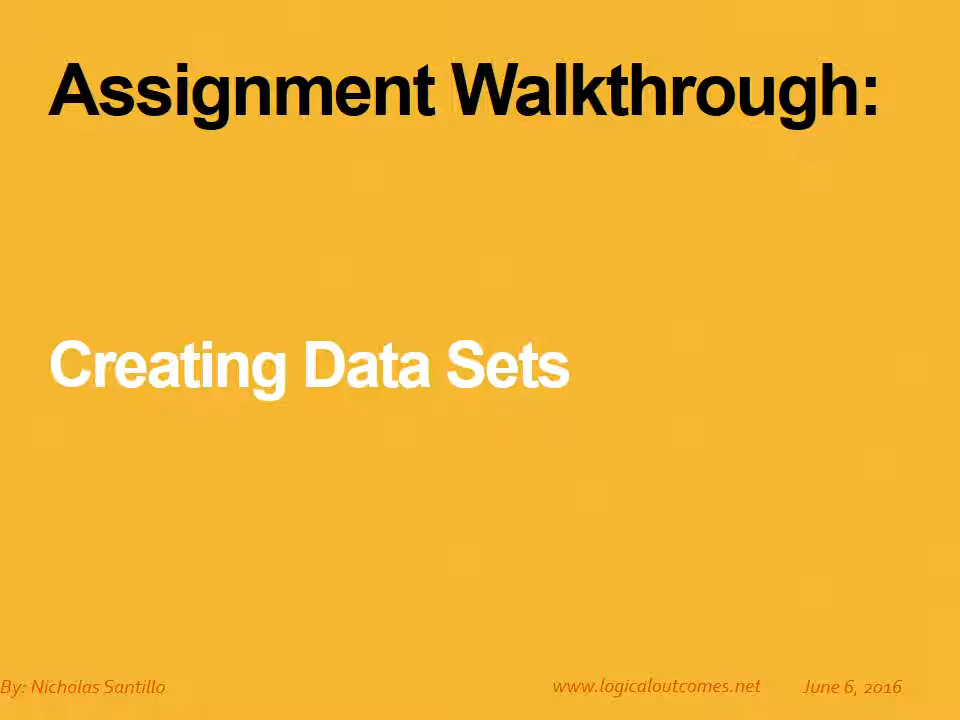 Assignment Walkthrough:
Creating Data Sets
By: Nicholas Santillo www.logicaloutcomes.net June 6, 2016